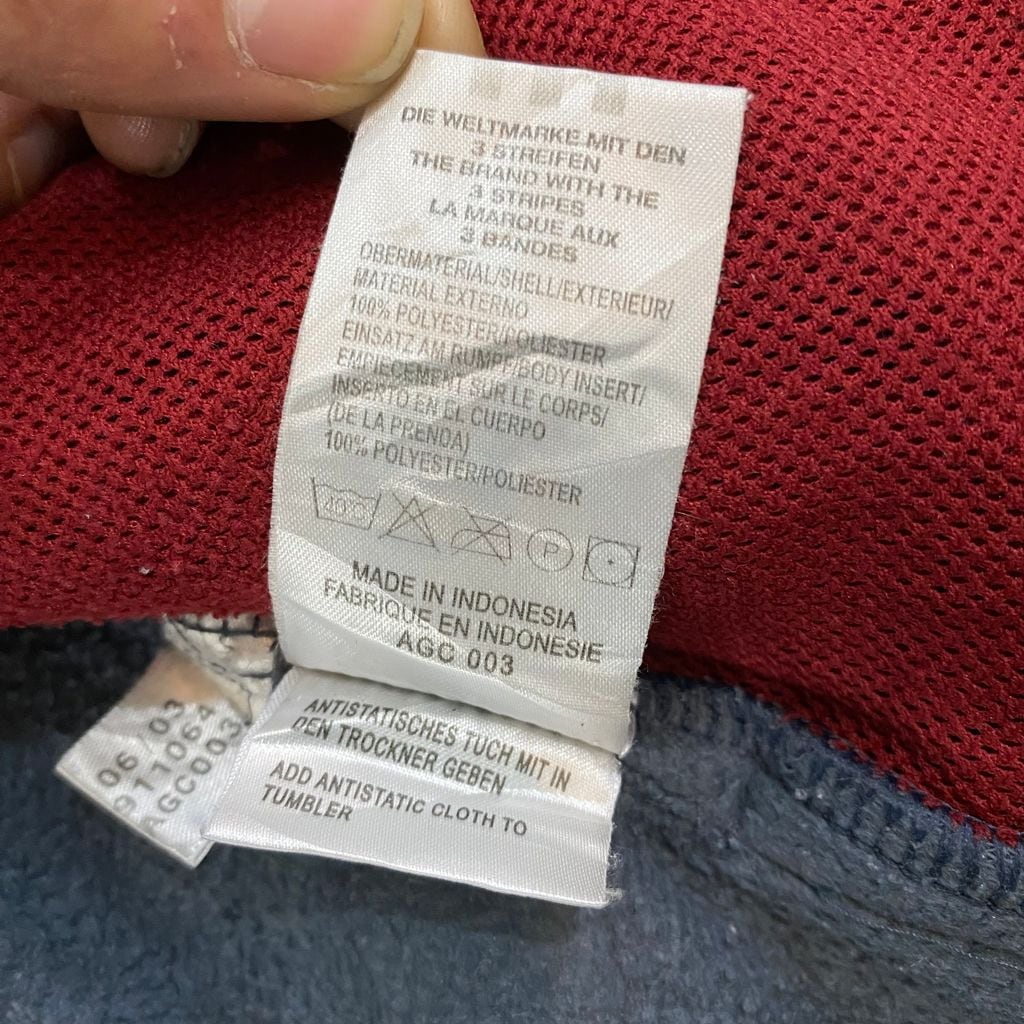 DIE WELTMARKE MIT DEN
3 STREIFEN
THE BRAND WITH THE
3 STRIPES
LA MARQUE AUX
3 BANDES
OBERMATERIAL/SHELL/EXTERIEUR/
MATERIAL EXTERNO
100% POLYESTER/POLIESTER
EINSATZ AM RUMPF/BODY INSERT/
EMPIECEMENT SUR LE CORPS/
INSERTO EN EL CUERPO
(DE LA PRENDA)
100% POLYESTER/POLIESTER
40°C
P
MADE IN INDONESIA
FABRIQUE EN INDONESIE
AGC 003
ANTISTATISCHES TUCH MIT IN
DEN TROCKNER GEBEN
ADD ANTISTATIC CLOTH TO
TUMBLER
06/03
911064
AGC003